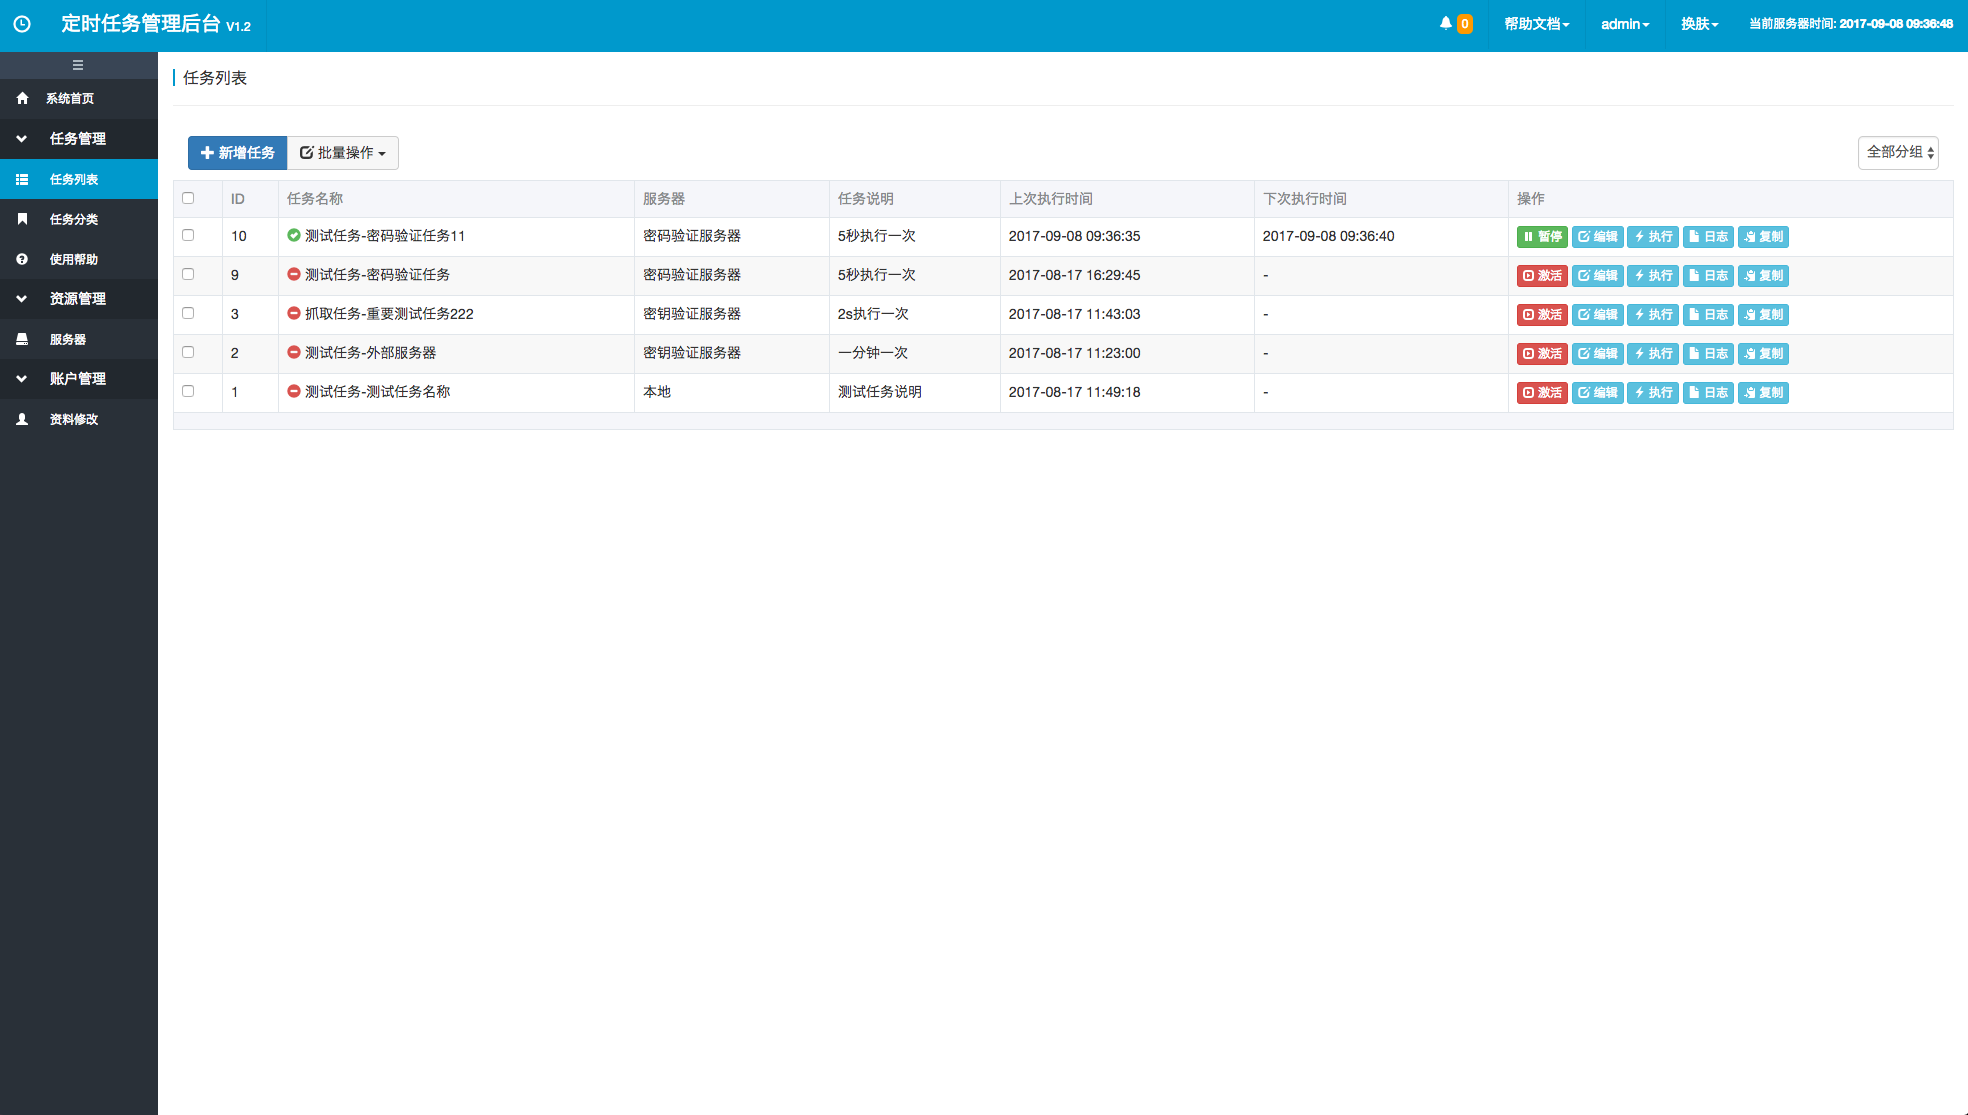 定时任务管理后台 V1.2
0 帮助文档 admin 换肤 当前服务器时间: 2017-09-08 09:36:48
系统首页
任务管理
任务列表
任务分类
使用帮助
资源管理
服务器
账户管理
资料修改
任务列表
新增任务 批量操作 全部分组
ID 任务名称 服务器 任务说明 上次执行时间 下次执行时间 操作
10 测试任务-密码验证任务11 密码验证服务器 5秒执行一次 2017-09-08 09:36:35 2017-09-08 09:36:40 暂停 编辑 执行 日志 复制
9 测试任务-密码验证任务 密码验证服务器 5秒执行一次 2017-08-17 16:29:45 - 激活 编辑 执行 日志 复制
3 抓取任务-重要测试任务222 密钥验证服务器 2s执行一次 2017-08-17 11:43:03 - 激活 编辑 执行 日志 复制
2 测试任务-外部服务器 密钥验证服务器 一分钟一次 2017-08-17 11:23:00 - 激活 编辑 执行 日志 复制
1 测试任务-测试任务名称 本地 测试任务说明 2017-08-17 11:49:18 - 激活 编辑 执行 日志 复制